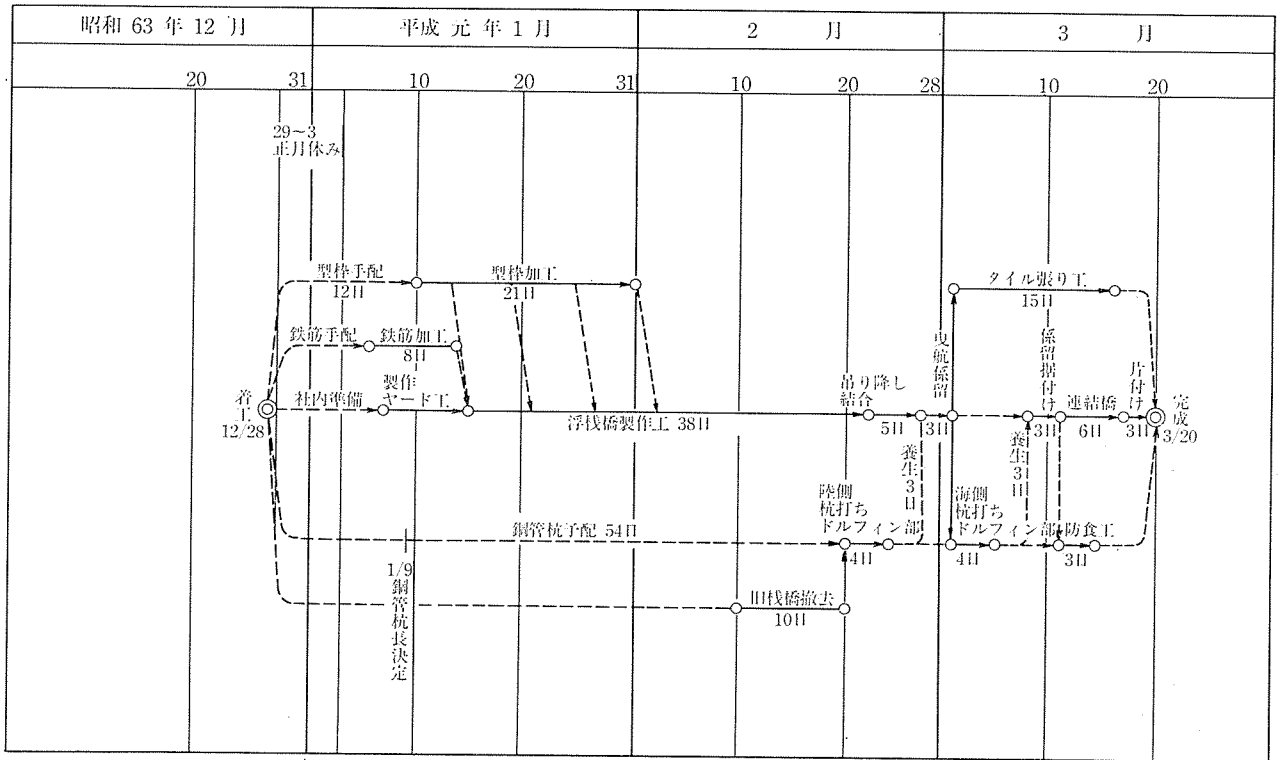 昭和 63 年 12 月
平成 元 年 1 月
2 月
3 月
20
31
10
20
31
10
20
28
10
20
29~3
正月休み
型枠手配
12日
型枠加工
21日
タイル張り工
15日
鉄筋手配
鉄筋加工
8日
曳航係留
係留据付け
片付け
着工
12/28
社内準備
製作
ヤード工
浮桟橋製作工 38日
吊り降し
結合
5日
3日
3日
連結橋
6日
3日
完成
3/20
養生3日
養生3日
鋼管杭手配 54日
陸側
杭打ち
ドルフィン部
4日
海側
杭打ち
ドルフィン部
4日
防食工
3日
1/9
鋼管杭長決定
旧桟橋撤去
10日